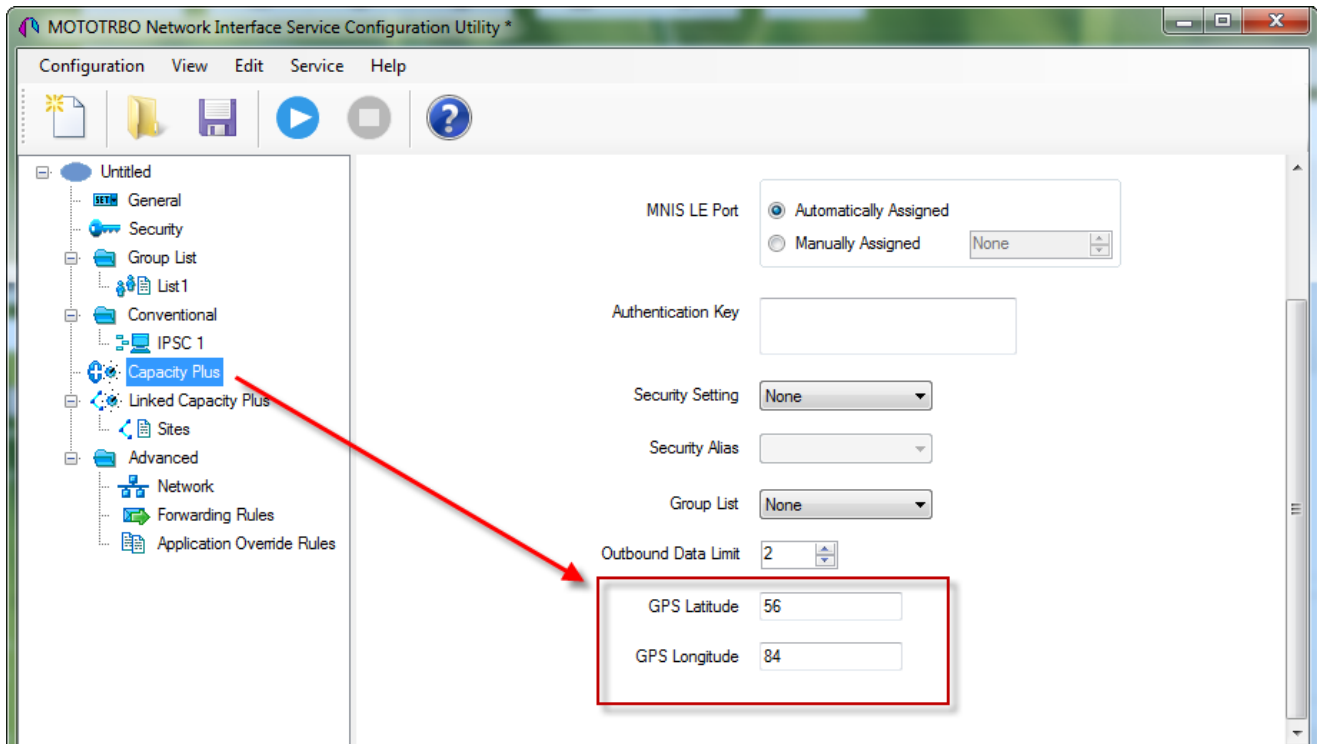 MOTOTRBO Network Interface Service Configuration Utility *
Configuration View Edit Service Help
Untitled
SET
General
Security
Group List
List1
Conventional
IPSC 1
Capacity Plus
Linked Capacity Plus
Sites
Advanced
Network
Forwarding Rules
Application Override Rules
MNIS LE Port
Automatically Assigned
Manually Assigned None
Authentication Key
Security Setting None
Security Alias
Group List None
Outbound Data Limit 2
GPS Latitude 56
GPS Longitude 84